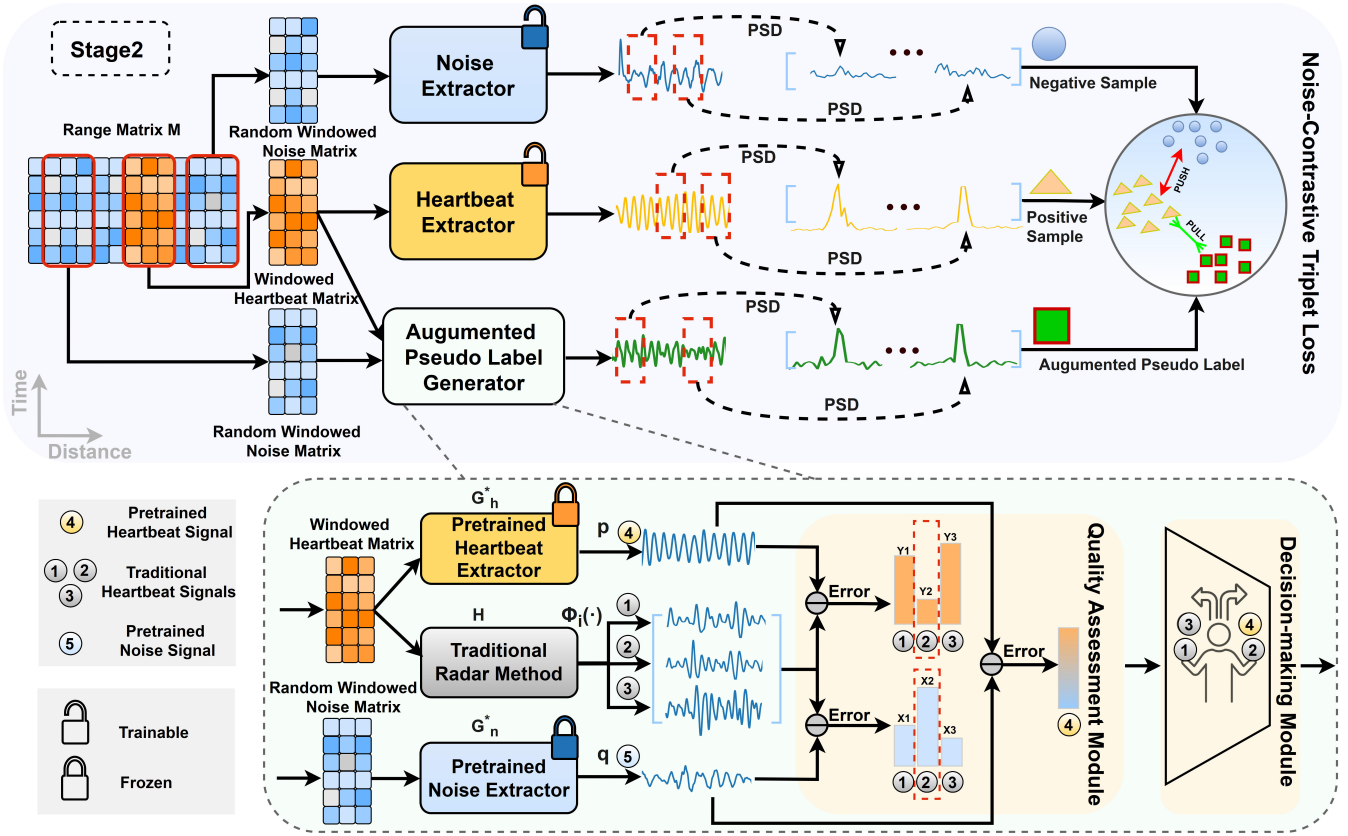 Stage2
Range Matrix M
Random Windowed
Noise Matrix
Windowed
Heartbeat Matrix
Random Windowed
Noise Matrix
Time
Distance
Noise
Extractor
Heartbeat
Extractor
Augumented
Pseudo Label
Generator
PSD
PSD
PSD
PSD
PSD
PSD
Negative Sample
Positive
Sample
Augumented Pseudo Label
PUSH
PULL
Noise-Contrastive Triplet Loss
4
Pretrained
Heartbeat Signal
1 2
3
Traditional
Heartbeat Signals
5
Pretrained
Noise Signal
Trainable
Frozen
Windowed
Heartbeat Matrix
Random Windowed
Noise Matrix
G*h
Pretrained
Heartbeat
Extractor
H
Traditional
Radar Method
G*n
Pretrained
Noise Extractor
p 4
Φi(·)
1
2
3
q 5
Error
Y1 Y2 Y3
1 2 3
Error
X1 X2 X3
1 2 3
Error
4
Quality Assessment Module
3 4
1 2
Decision-making Module